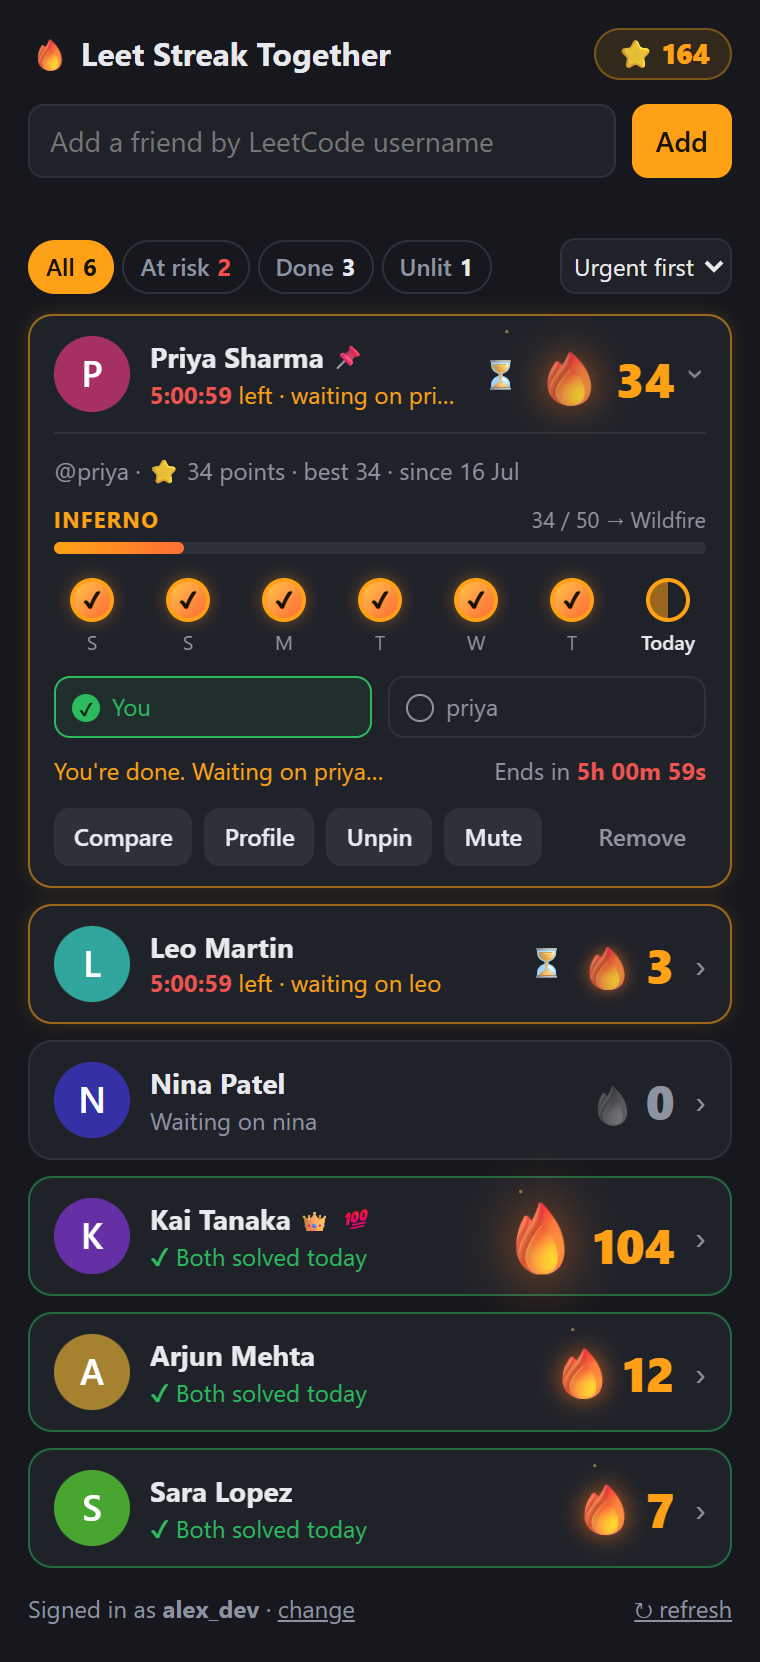 Leet Streak Together
164
Add a friend by LeetCode username
Add
All 6
At risk 2
Done 3
Unlit 1
Urgent first
P
Priya Sharma
5:00:59 left · waiting on pri...
34
@priya · ⭐ 34 points · best 34 · since 16 Jul
INFERNO
34 / 50 → Wildfire
S S M T W T Today
You
priya
You're done. Waiting on priya...
Ends in 5h 00m 59s
Compare
Profile
Unpin
Mute
Remove
L
Leo Martin
5:00:59 left · waiting on leo
3
N
Nina Patel
Waiting on nina
0
K
Kai Tanaka 👑 💯
✓ Both solved today
104
A
Arjun Mehta
✓ Both solved today
12
S
Sara Lopez
✓ Both solved today
7
Signed in as alex_dev · change
↻ refresh